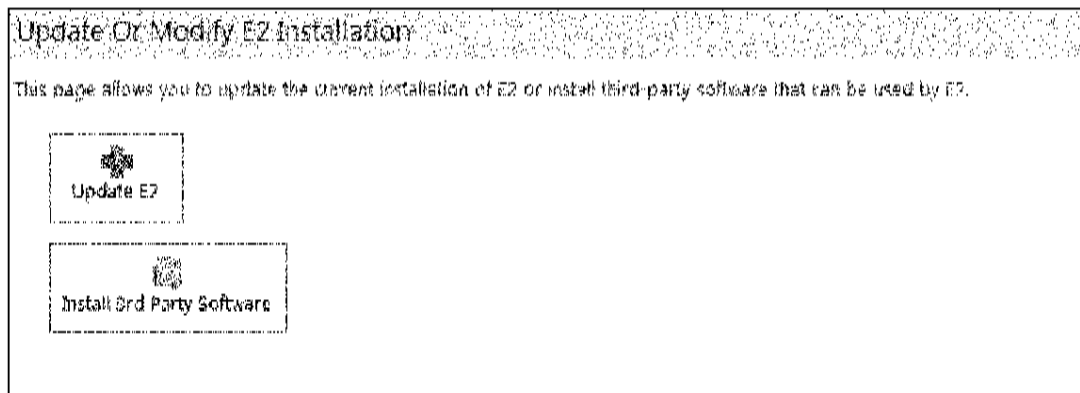 Update Or Modify E2 Installation
This page allows you to update the current installation of E2 or install third-party software that can be used by E2.
Update E2
Install 3rd Party Software